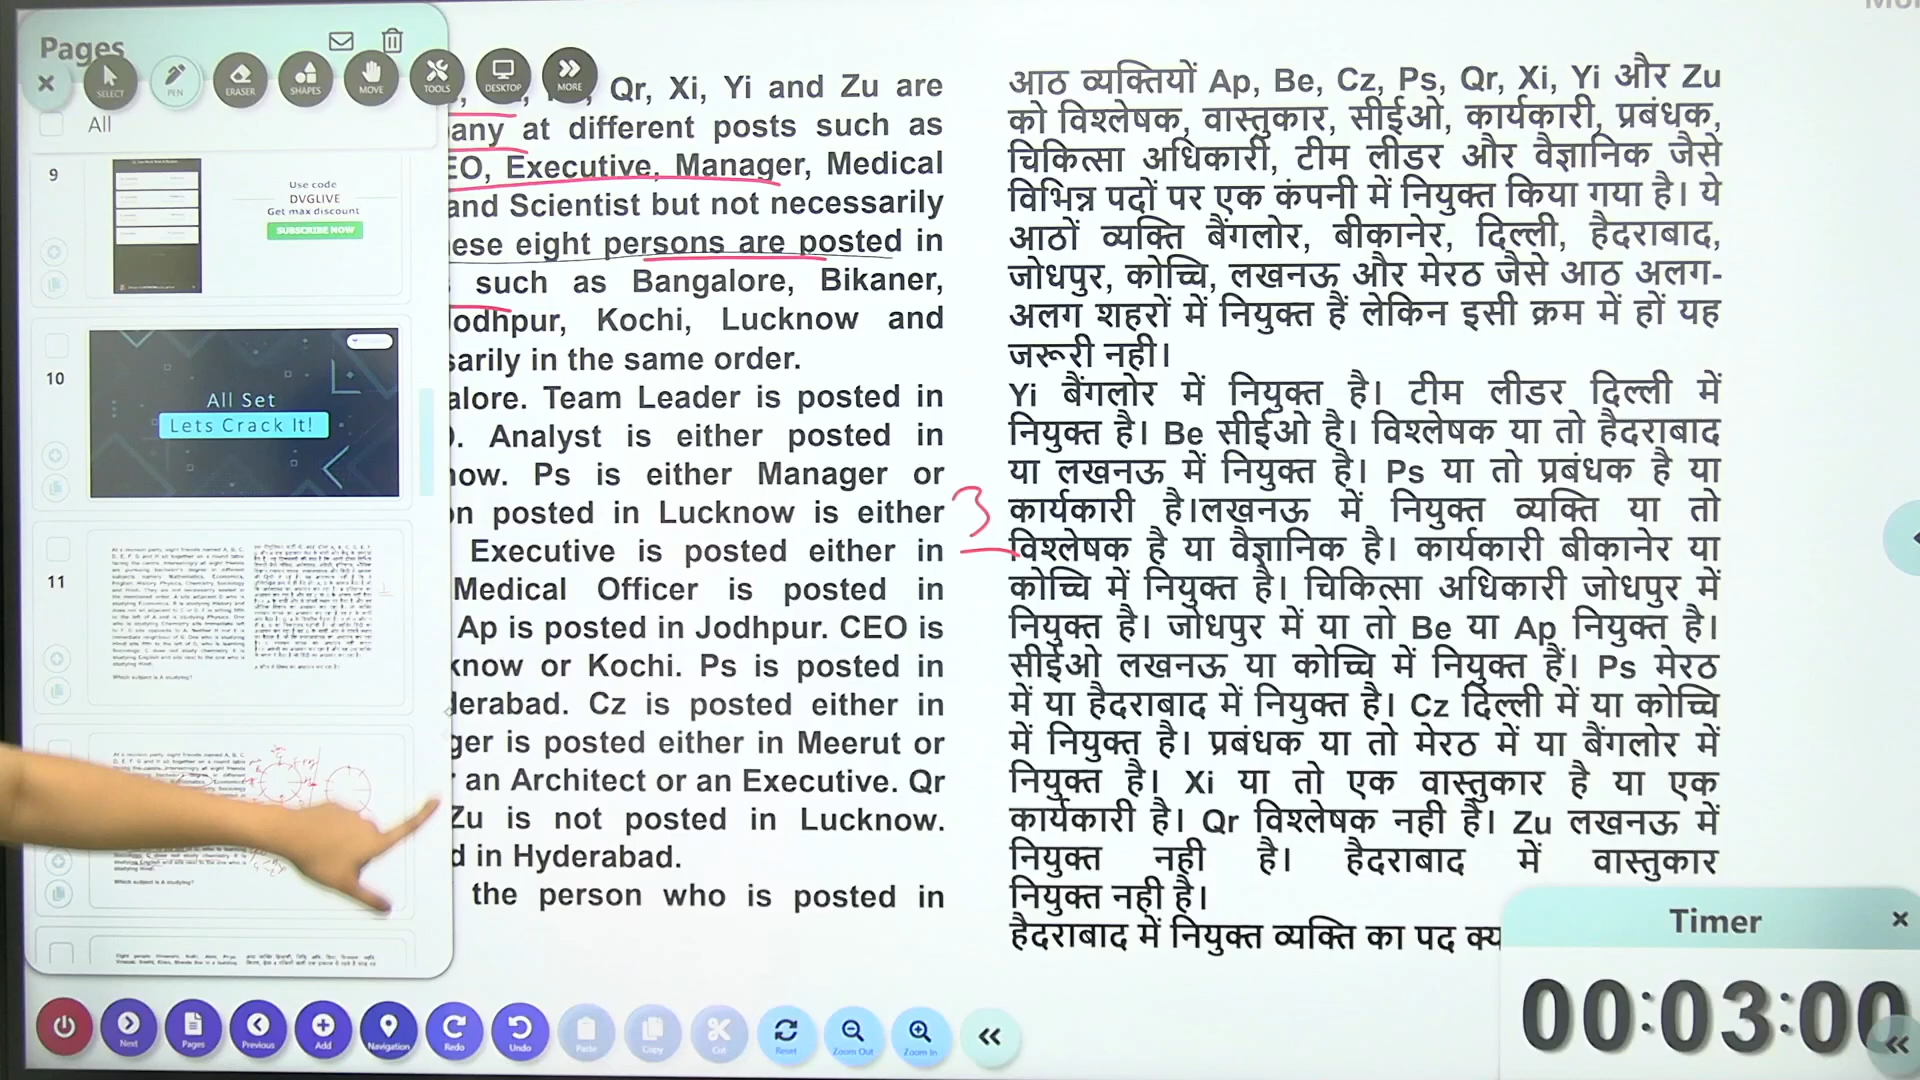 Pages
SELECT
PEN
ERASER
SHAPES
MOVE
TOOLS
DESKTOP
MORE
All
9
Use code
DVGLIVE
Get max discount
SUBSCRIBE NOW
10
All Set
Lets Crack It!
11
Which subject is A studying?
Which subject is A studying?
Qr, Xi, Yi and Zu are
any at different posts such as
EO, Executive, Manager, Medical
and Scientist but not necessarily
ese eight persons are posted in
such as Bangalore, Bikaner,
odhpur, Kochi, Lucknow and
sarily in the same order.
alore. Team Leader is posted in
. Analyst is either posted in
ow. Ps is either Manager or
on posted in Lucknow is either
Executive is posted either in
Medical Officer is posted in
Ap is posted in Jodhpur. CEO is
know or Kochi. Ps is posted in
derabad. Cz is posted either in
ger is posted either in Meerut or
an Architect or an Executive. Qr
Zu is not posted in Lucknow.
d in Hyderabad.
the person who is posted in
3
आठ व्यक्तियों Ap, Be, Cz, Ps, Qr, Xi, Yi और Zu
को विश्लेषक, वास्तुकार, सीईओ, कार्यकारी, प्रबंधक,
चिकित्सा अधिकारी, टीम लीडर और वैज्ञानिक जैसे
विभिन्न पदों पर एक कंपनी में नियुक्त किया गया है। ये
आठों व्यक्ति बैंगलोर, बीकानेर, दिल्ली, हैदराबाद,
जोधपुर, कोच्चि, लखनऊ और मेरठ जैसे आठ अलग-
अलग शहरों में नियुक्त हैं लेकिन इसी क्रम में हों यह
जरूरी नही।
Yi बैंगलोर में नियुक्त है। टीम लीडर दिल्ली में
नियुक्त है। Be सीईओ है। विश्लेषक या तो हैदराबाद
या लखनऊ में नियुक्त है। Ps या तो प्रबंधक है या
कार्यकारी है।लखनऊ में नियुक्त व्यक्ति या तो
विश्लेषक है या वैज्ञानिक है। कार्यकारी बीकानेर या
कोच्चि में नियुक्त है। चिकित्सा अधिकारी जोधपुर में
नियुक्त है। जोधपुर में या तो Be या Ap नियुक्त है।
सीईओ लखनऊ या कोच्चि में नियुक्त हैं। Ps मेरठ
में या हैदराबाद में नियुक्त है। Cz दिल्ली में या कोच्चि
में नियुक्त है। प्रबंधक या तो मेरठ में या बैंगलोर में
नियुक्त है। Xi या तो एक वास्तुकार है या एक
कार्यकारी है। Qr विश्लेषक नही है। Zu लखनऊ में
नियुक्त नही है। हैदराबाद में वास्तुकार
नियुक्त नही है।
हैदराबाद में नियुक्त व्यक्ति का पद क्य
Timer
00:03:00
Next
Pages
Previous
Add
Navigation
Redo
Undo
Paste
Copy
Cut
Reset
Zoom Out
Zoom In